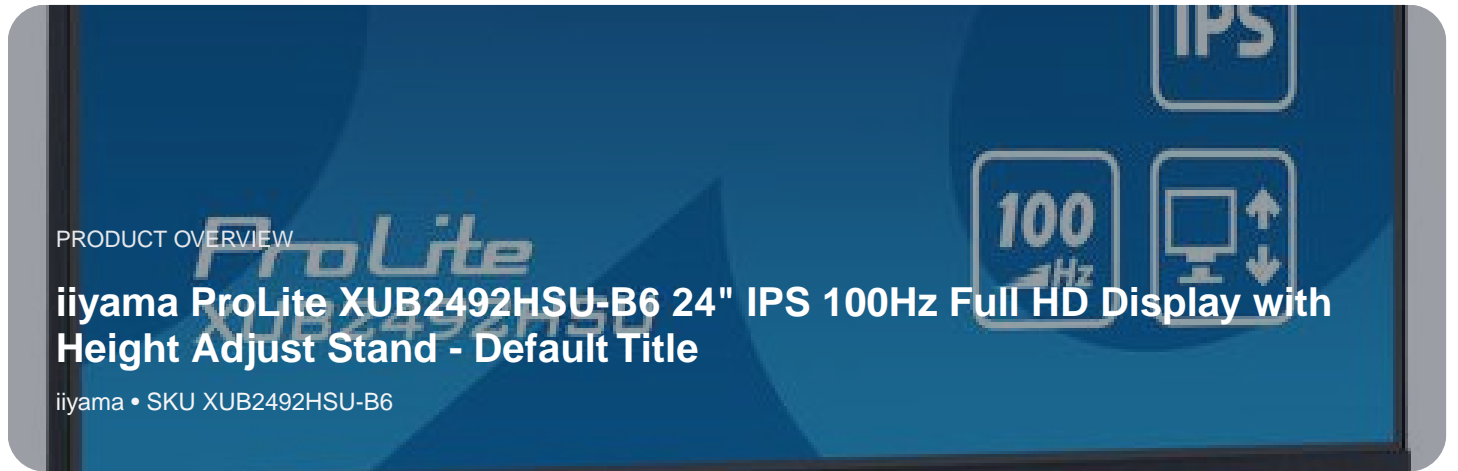 IPS
100
Hz
ProLite
XUB2492HSU
PRODUCT OVERVIEW
iiyama ProLite XUB2492HSU-B6 24" IPS 100Hz Full HD Display with
Height Adjust Stand - Default Title
iiyama • SKU XUB2492HSU-B6